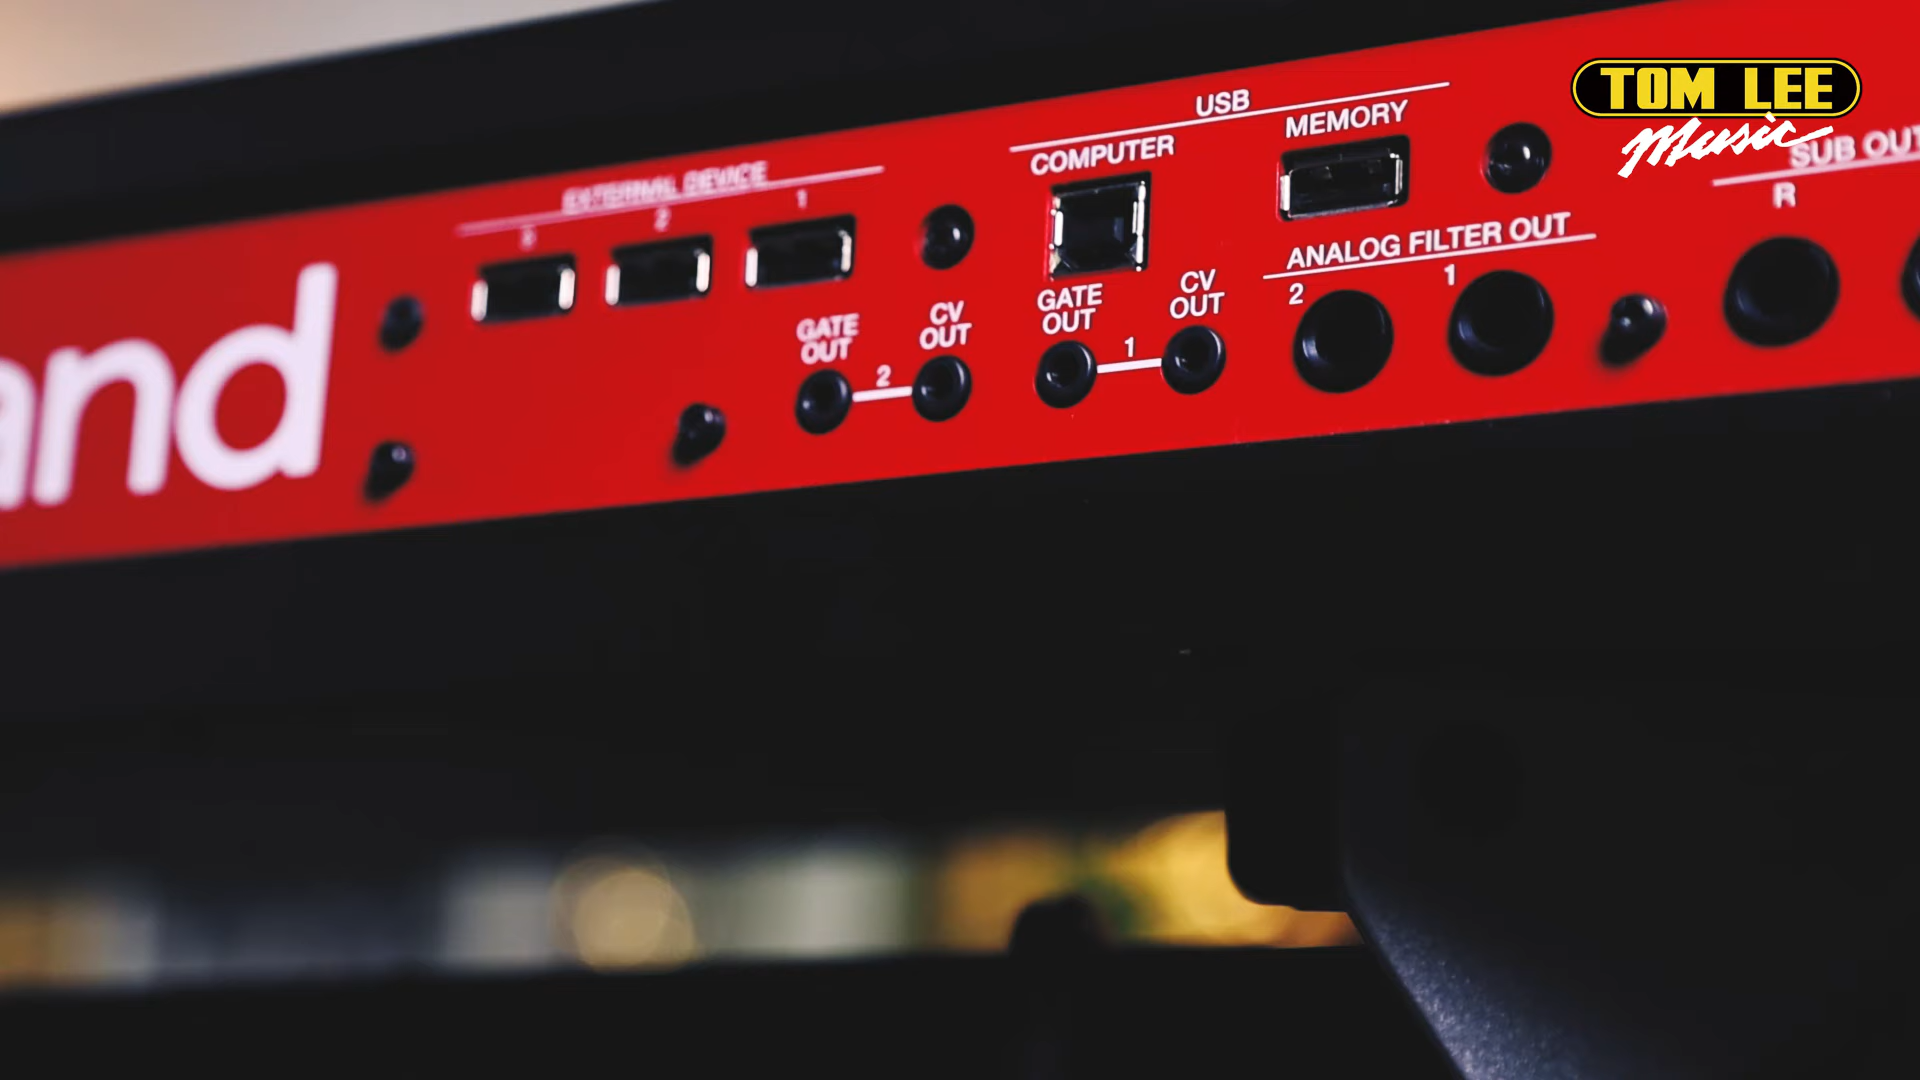 TOM LEE
Music
USB
COMPUTER
MEMORY
EXTERNAL DEVICE
3
2
1
SUB OUT
R
ANALOG FILTER OUT
2
1
GATE
OUT
2
CV
OUT
GATE
OUT
1
CV
OUT
and